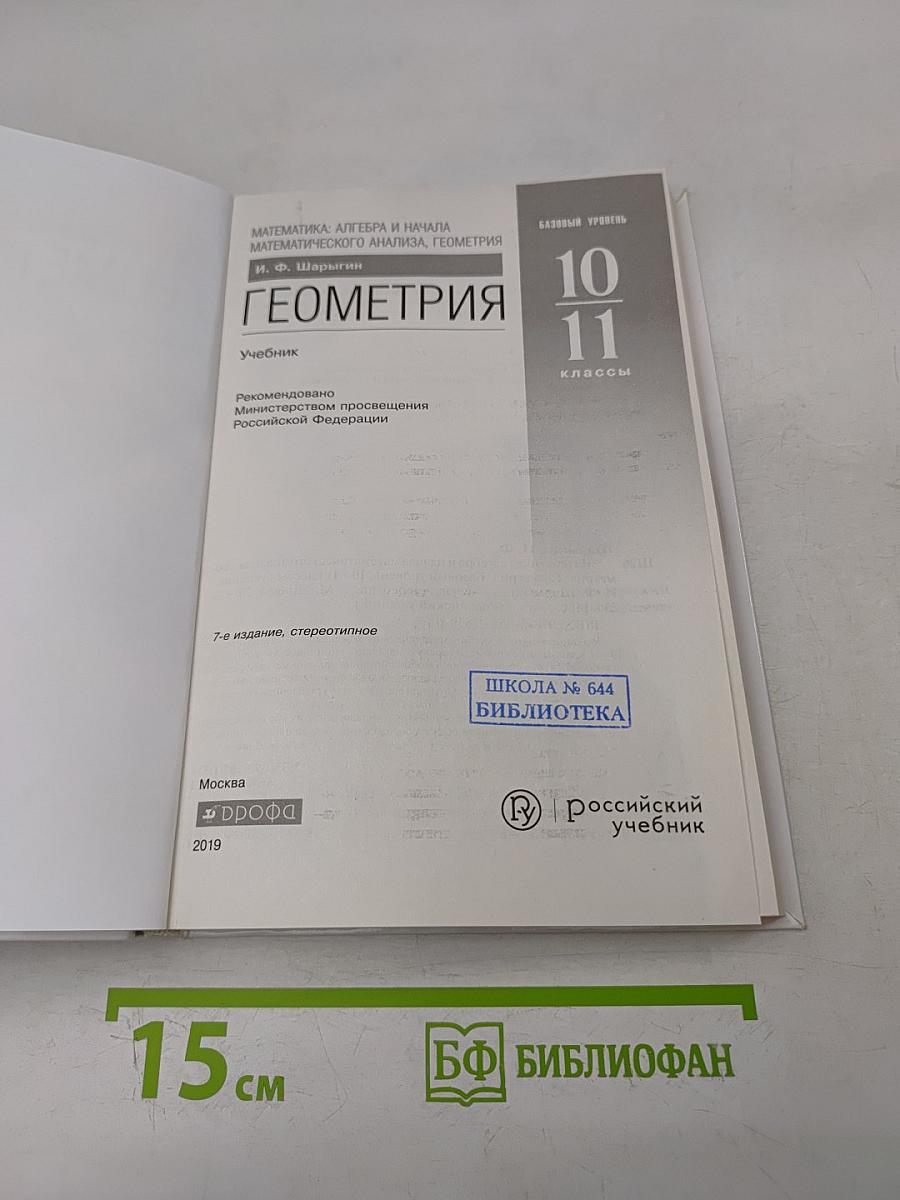 МАТЕМАТИКА: АЛГЕБРА И НАЧАЛА
МАТЕМАТИЧЕСКОГО АНАЛИЗА, ГЕОМЕТРИЯ
И. Ф. Шарыгин
ГЕОМЕТРИЯ
Учебник
Рекомендовано
Министерством просвещения
Российской Федерации
БАЗОВЫЙ УРОВЕНЬ
10
11
классы
7-е издание, стереотипное
ШКОЛА № 644
БИБЛИОТЕКА
Москва
дрофа
2019
РУ
российский
учебник
15 см
БФ БИБЛИОФАН